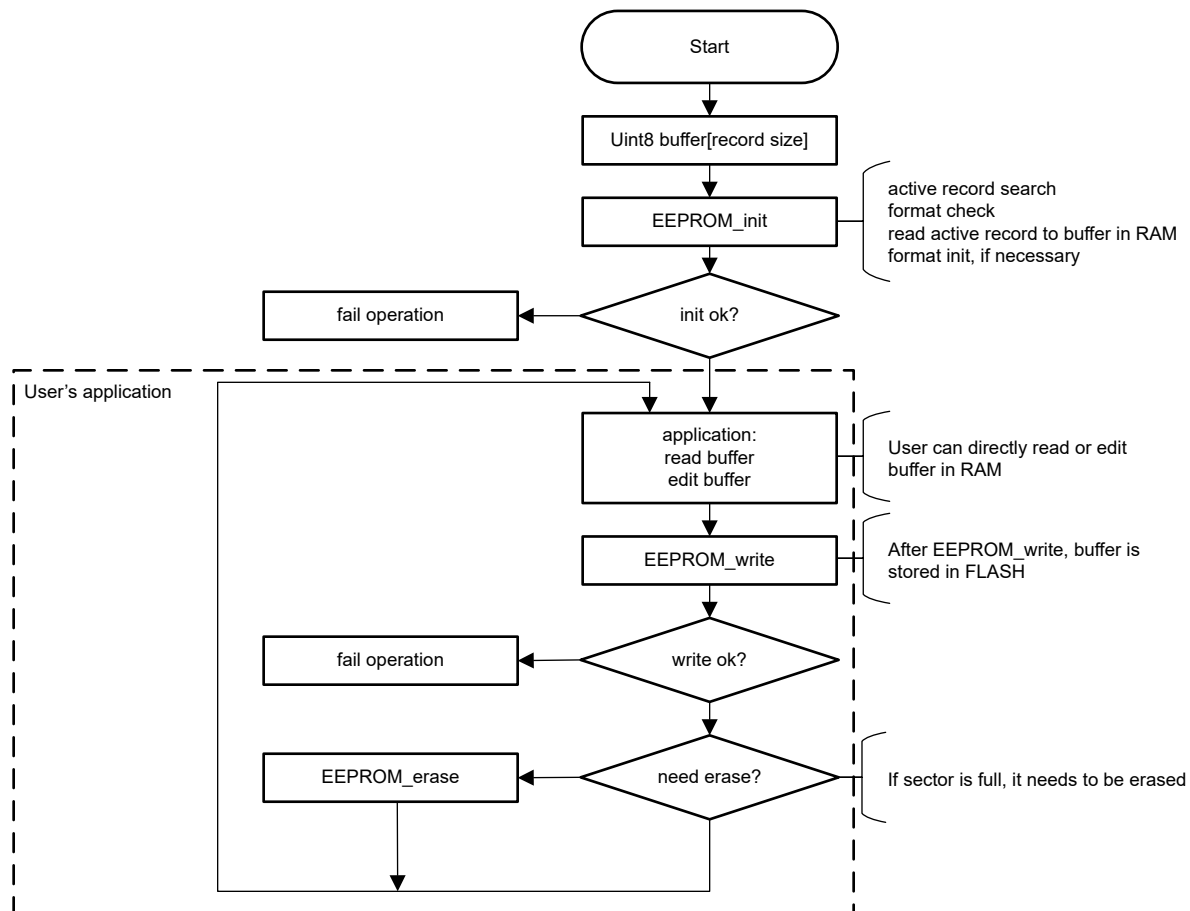 Start
Uint8 buffer[record size]
EEPROM_init
active record search
format check
read active record to buffer in RAM
format init, if necessary
init ok?
fail operation
User’s application
application:
read buffer
edit buffer
User can directly read or edit
buffer in RAM
EEPROM_write
After EEPROM_write, buffer is
stored in FLASH
write ok?
fail operation
need erase?
EEPROM_erase
If sector is full, it needs to be erased